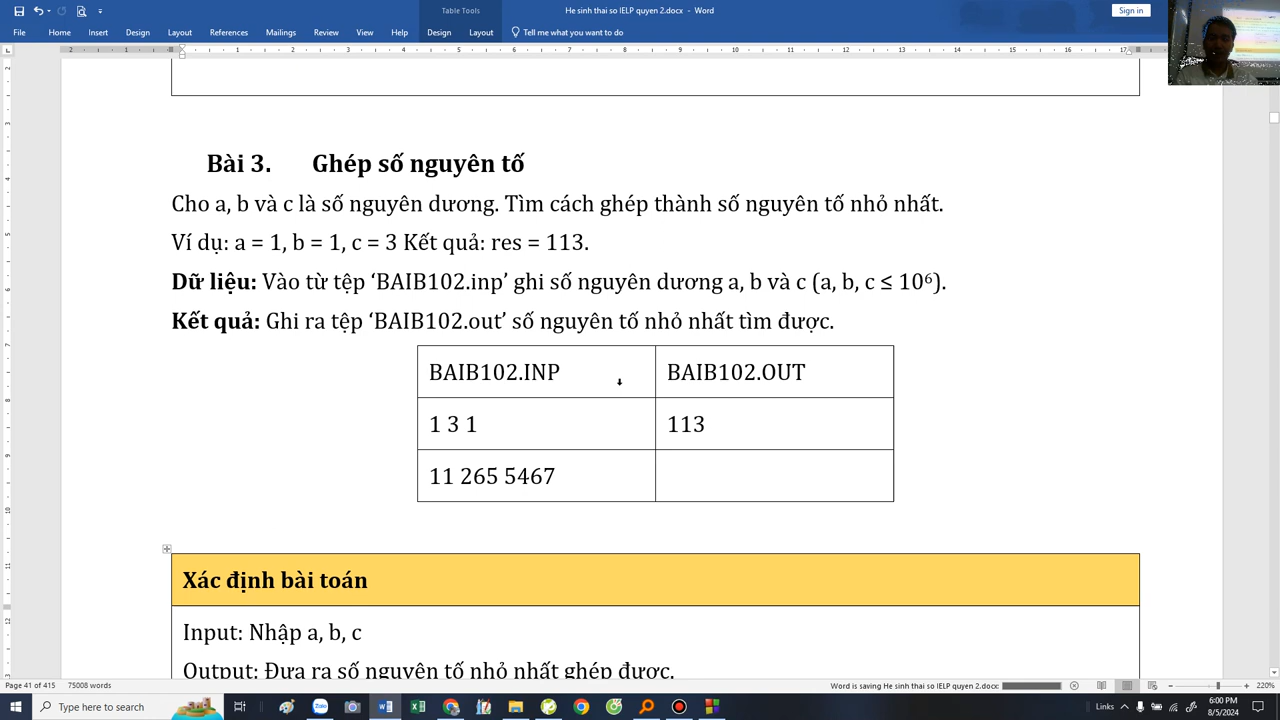 Table Tools
He sinh thai so IELP quyen 2.docx - Word
Sign in
File Home Insert Design Layout References Mailings Review View Help Design Layout Tell me what you want to do
Bài 3. Ghép số nguyên tố
Cho a, b và c là số nguyên dương. Tìm cách ghép thành số nguyên tố nhỏ nhất.
Ví dụ: a = 1, b = 1, c = 3 Kết quả: res = 113.
Dữ liệu: Vào từ tệp ‘BAIB102.inp’ ghi số nguyên dương a, b và c (a, b, c ≤ 10⁶).
Kết quả: Ghi ra tệp ‘BAIB102.out’ số nguyên tố nhỏ nhất tìm được.
BAIB102.INP BAIB102.OUT
1 3 1 113
11 265 5467
Xác định bài toán
Input: Nhập a, b, c
Output: Đưa ra số nguyên tố nhỏ nhất ghép được.
Page 41 of 415 75008 words Word is saving He sinh thai so IELP quyen 2.docx 220%
Type here to search
Zalo
6:00 PM
8/5/2024